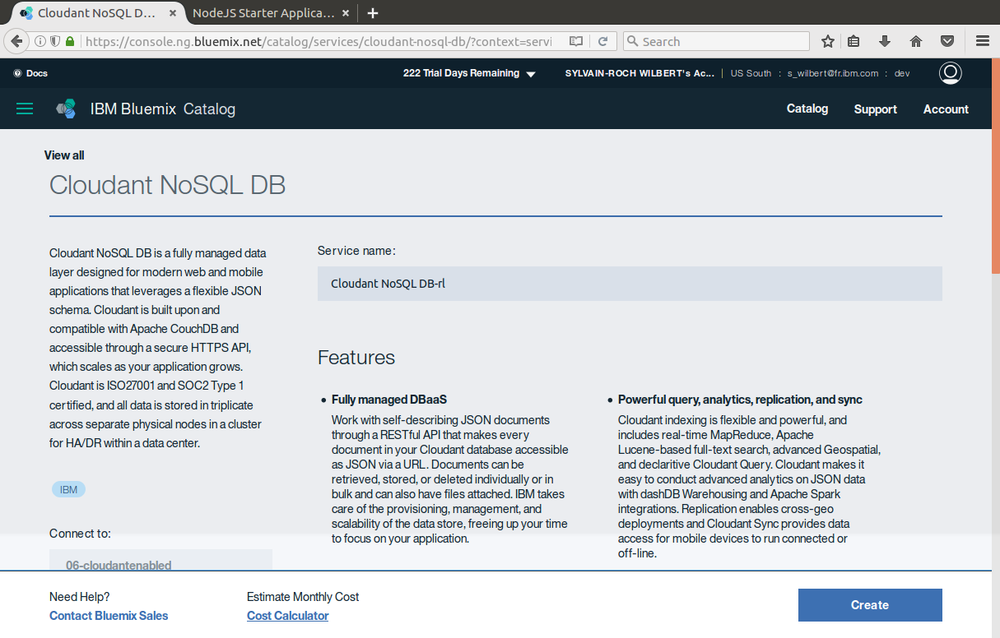 Cloudant NoSQL D...
NodeJS Starter Applica...
https://console.ng.bluemix.net/catalog/services/cloudant-nosql-db/?context=servi
Search
Docs
222 Trial Days Remaining
SYLVAIN-ROCH WILBERT's Ac... | US South : s_wilbert@fr.ibm.com : dev
IBM Bluemix Catalog
Catalog
Support
Account
View all
Cloudant NoSQL DB
Cloudant NoSQL DB is a fully managed data
layer designed for modern web and mobile
applications that leverages a flexible JSON
schema. Cloudant is built upon and
compatible with Apache CouchDB and
accessible through a secure HTTPS API,
which scales as your application grows.
Cloudant is ISO27001 and SOC2 Type 1
certified, and all data is stored in triplicate
across separate physical nodes in a cluster
for HA/DR within a data center.
IBM
Connect to:
06-cloudantenabled
Service name:
Cloudant NoSQL DB-rl
Features
• Fully managed DBaaS
Work with self-describing JSON documents
through a RESTful API that makes every
document in your Cloudant database accessible
as JSON via a URL. Documents can be
retrieved, stored, or deleted individually or in
bulk and can also have files attached. IBM takes
care of the provisioning, management, and
scalability of the data store, freeing up your time
to focus on your application.
• Powerful query, analytics, replication, and sync
Cloudant indexing is flexible and powerful, and
includes real-time MapReduce, Apache
Lucene-based full-text search, advanced Geospatial,
and declaritive Cloudant Query. Cloudant makes it
easy to conduct advanced analytics on JSON data
with dashDB Warehousing and Apache Spark
integrations. Replication enables cross-geo
deployments and Cloudant Sync provides data
access for mobile devices to run connected or
off-line.
Need Help?
Contact Bluemix Sales
Estimate Monthly Cost
Cost Calculator
Create